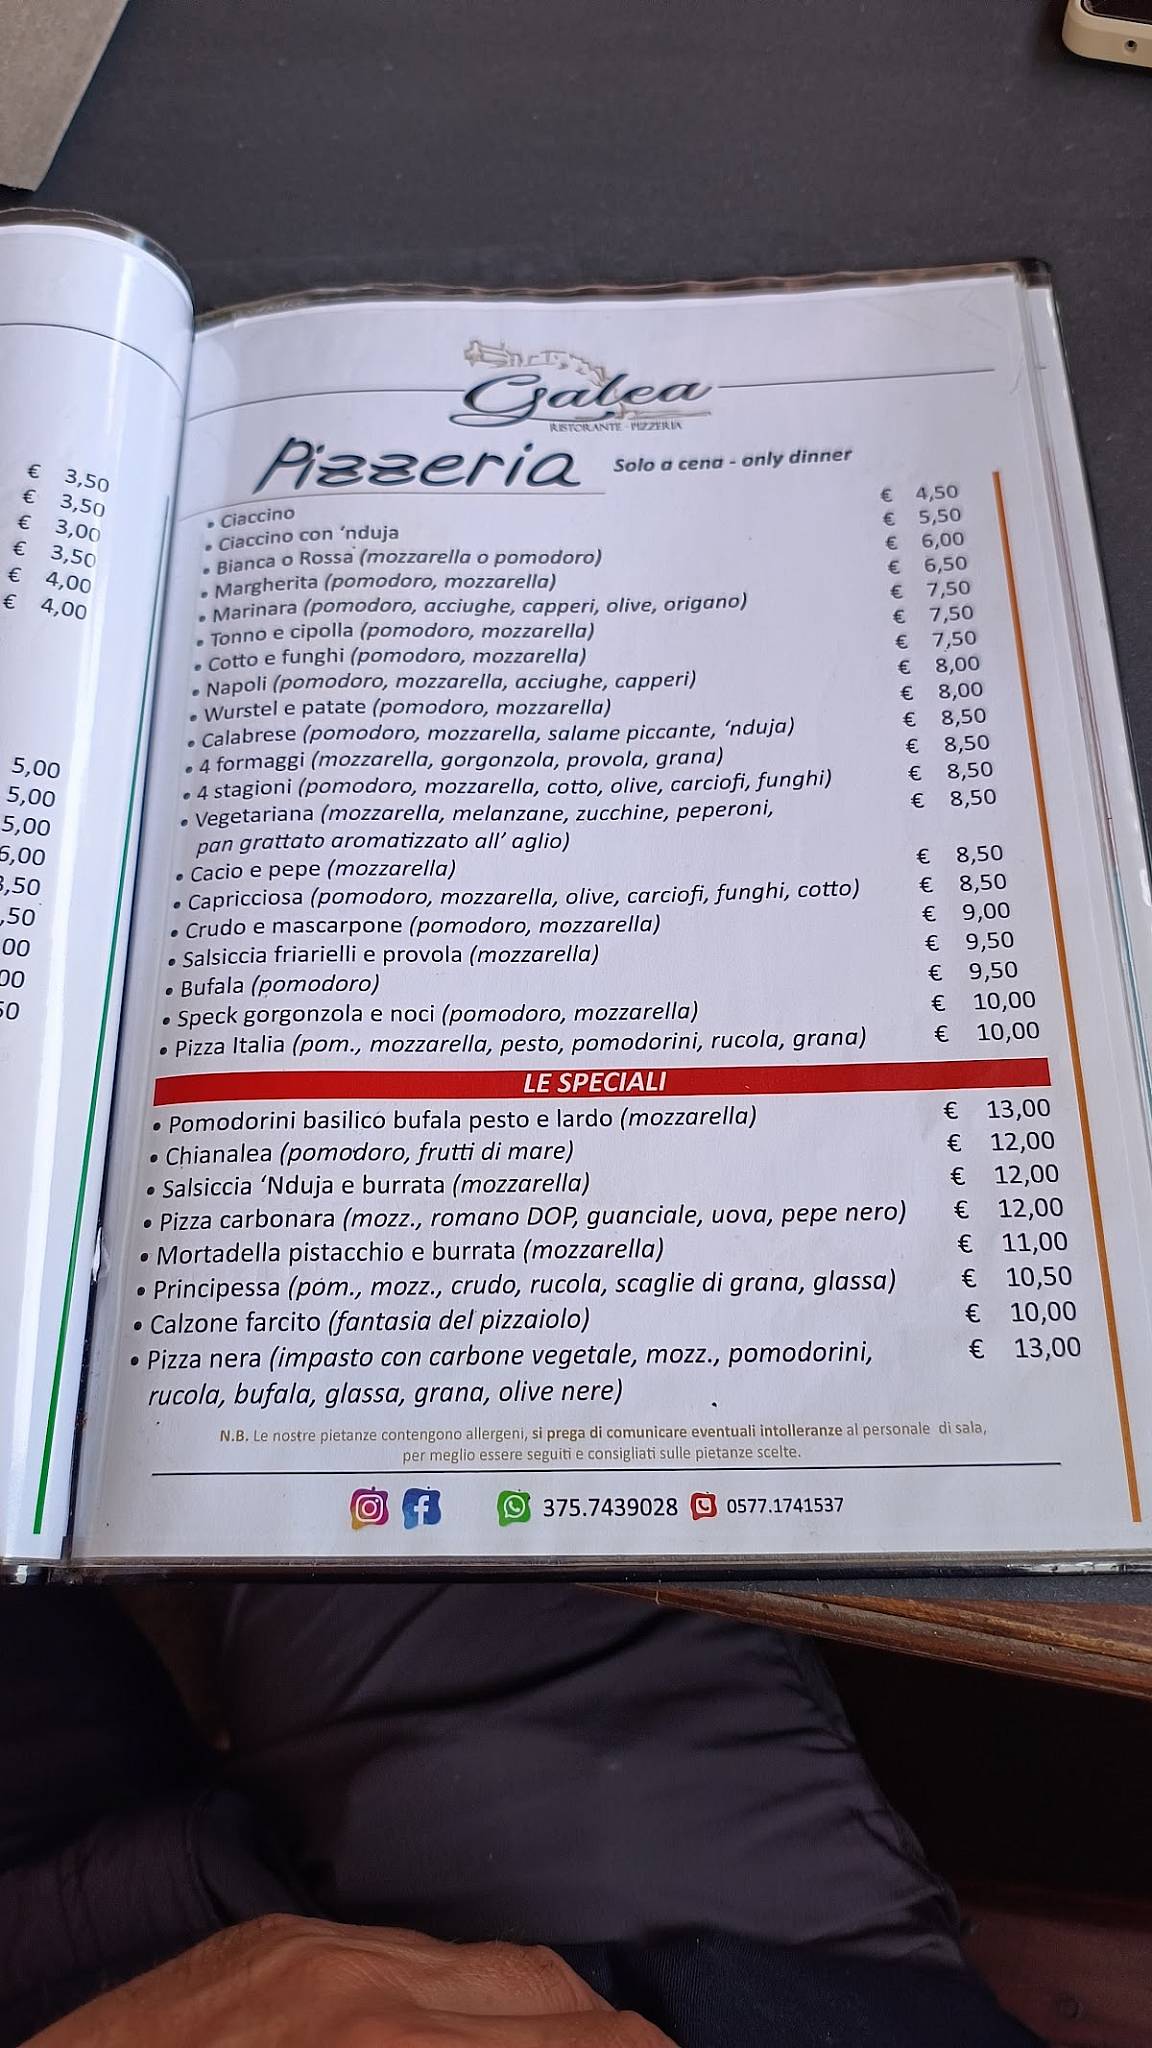 € 3,50
€ 3,50
€ 3,00
€ 3,50
€ 4,00
€ 4,00
5,00
5,00
5,00
6,00
,50
,50
00
00
50
Galea
RISTORANTE - PIZZERIA
Pizzeria Solo a cena - only dinner
• Ciaccino € 4,50
• Ciaccino con ‘nduja € 5,50
• Bianca o Rossa (mozzarella o pomodoro) € 6,00
• Margherita (pomodoro, mozzarella) € 6,50
• Marinara (pomodoro, acciughe, capperi, olive, origano) € 7,50
• Tonno e cipolla (pomodoro, mozzarella) € 7,50
• Cotto e funghi (pomodoro, mozzarella) € 7,50
• Napoli (pomodoro, mozzarella, acciughe, capperi) € 8,00
• Wurstel e patate (pomodoro, mozzarella) € 8,00
• Calabrese (pomodoro, mozzarella, salame piccante, ‘nduja) € 8,50
• 4 formaggi (mozzarella, gorgonzola, provola, grana) € 8,50
• 4 stagioni (pomodoro, mozzarella, cotto, olive, carciofi, funghi) € 8,50
• Vegetariana (mozzarella, melanzane, zucchine, peperoni, € 8,50
pan grattato aromatizzato all’ aglio)
• Cacio e pepe (mozzarella) € 8,50
• Capricciosa (pomodoro, mozzarella, olive, carciofi, funghi, cotto) € 8,50
• Crudo e mascarpone (pomodoro, mozzarella) € 9,00
• Salsiccia friarielli e provola (mozzarella) € 9,50
• Bufala (pomodoro) € 9,50
• Speck gorgonzola e noci (pomodoro, mozzarella) € 10,00
• Pizza Italia (pom., mozzarella, pesto, pomodorini, rucola, grana) € 10,00
LE SPECIALI
• Pomodorini basilico bufala pesto e lardo (mozzarella) € 13,00
• Chianalea (pomodoro, frutti di mare) € 12,00
• Salsiccia ‘Nduja e burrata (mozzarella) € 12,00
• Pizza carbonara (mozz., romano DOP, guanciale, uova, pepe nero) € 12,00
• Mortadella pistacchio e burrata (mozzarella) € 11,00
• Principessa (pom., mozz., crudo, rucola, scaglie di grana, glassa) € 10,50
• Calzone farcito (fantasia del pizzaiolo) € 10,00
• Pizza nera (impasto con carbone vegetale, mozz., pomodorini, € 13,00
rucola, bufala, glassa, grana, olive nere)
N.B. Le nostre pietanze contengono allergeni, si prega di comunicare eventuali intolleranze al personale di sala,
per meglio essere seguiti e consigliati sulle pietanze scelte.
375.7439028 0577.1741537